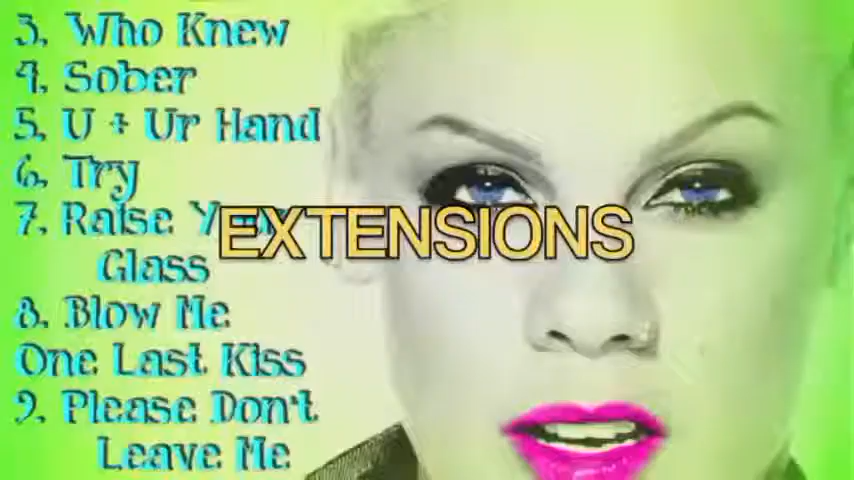 3. Who Knew
4. Sober
5. U + Ur Hand
6. Try
7. Raise
EXTENSIONS
Glass
8. Blow Me
One Last Kiss
9. Please Don't
Leave Me